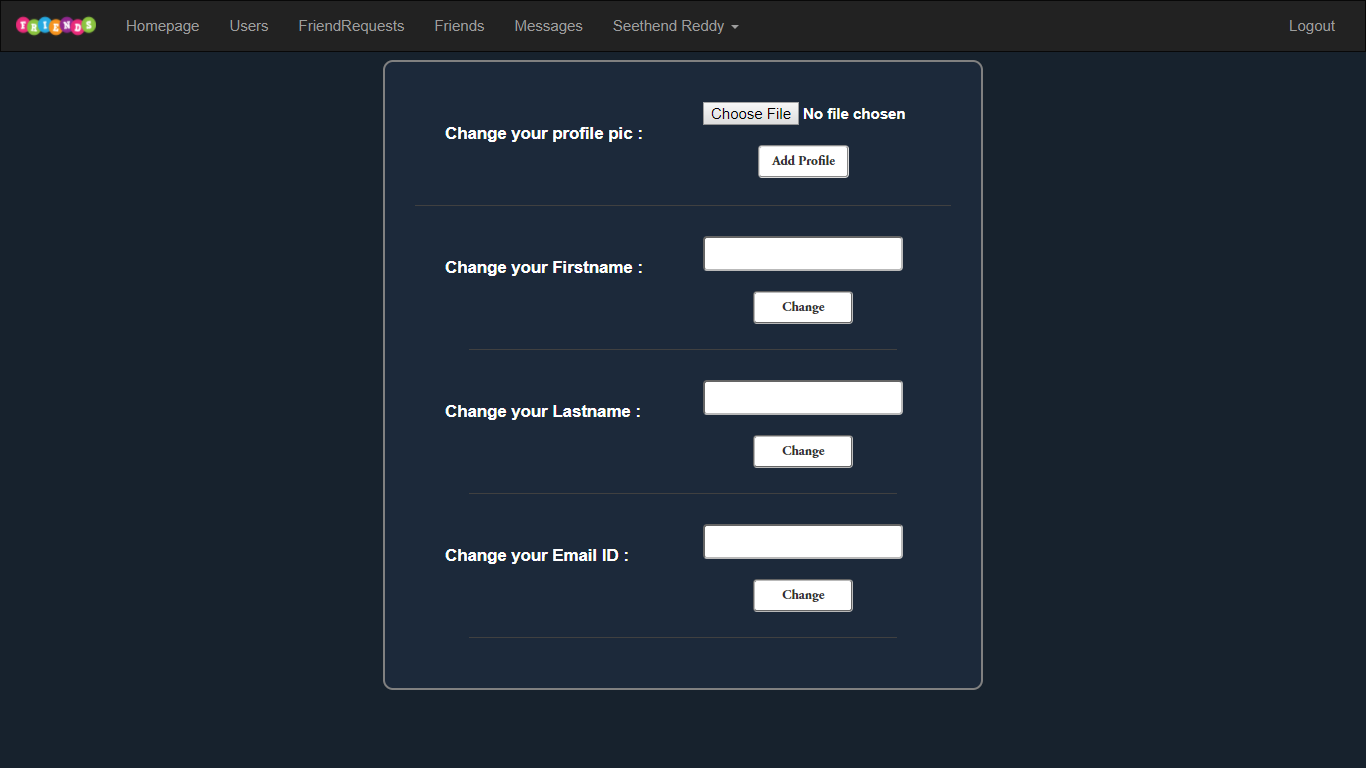 TRIENDS Homepage Users FriendRequests Friends Messages Seethend Reddy Logout
Change your profile pic :
Choose File No file chosen
Add Profile
Change your Firstname :
Change
Change your Lastname :
Change
Change your Email ID :
Change